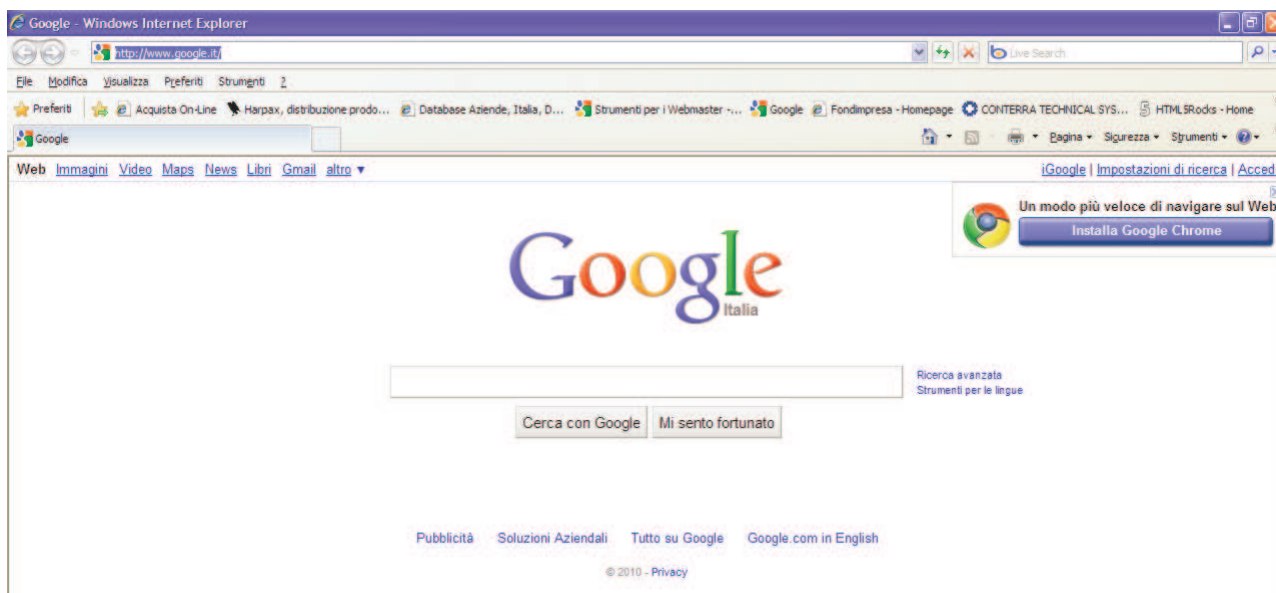 Google - Windows Internet Explorer
http://www.google.it/ Live Search
File Modifica Visualizza Preferiti Strumenti ?
Preferiti Acquista On-Line Harpax, distribuzione prodo... Database Aziende, Italia, D... Strumenti per i Webmaster -... Google Fondimpresa - Homepage CONTERRA TECHNICAL SYS... HTML5Rocks - Home
Google Pagina Sicurezza Strumenti
Web Immagini Video Maps News Libri Gmail altro ▼ iGoogle | Impostazioni di ricerca | Acced
Un modo più veloce di navigare sul Web
Installa Google Chrome
Google
Italia
Ricerca avanzata
Strumenti per le lingue
Cerca con Google Mi sento fortunato
Pubblicità Soluzioni Aziendali Tutto su Google Google.com in English
© 2010 - Privacy